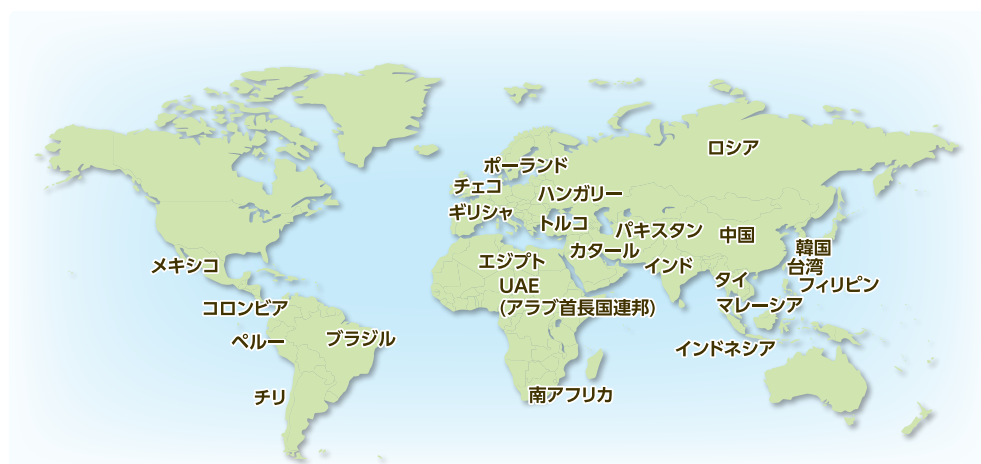 ロシア
ポーランド
チェコ
ハンガリー
ギリシャ
トルコ
パキスタン
中国
カタール
韓国
エジプト
インド
台湾
メキシコ
タイ
フィリピン
UAE
(アラブ首長国連邦)
マレーシア
コロンビア
ペルー
ブラジル
インドネシア
チリ
南アフリカ